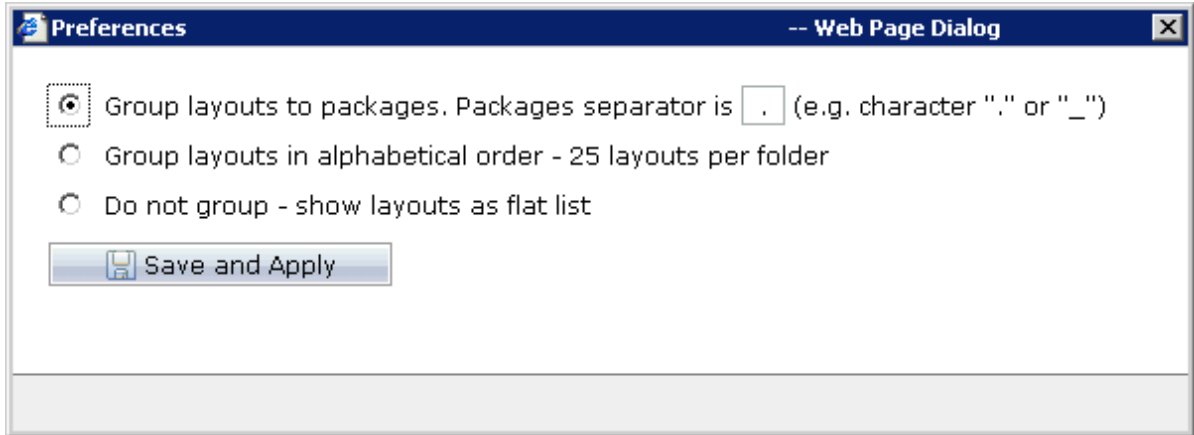 Preferences -- Web Page Dialog
Group layouts to packages. Packages separator is . (e.g. character "." or "_")
Group layouts in alphabetical order - 25 layouts per folder
Do not group - show layouts as flat list
Save and Apply